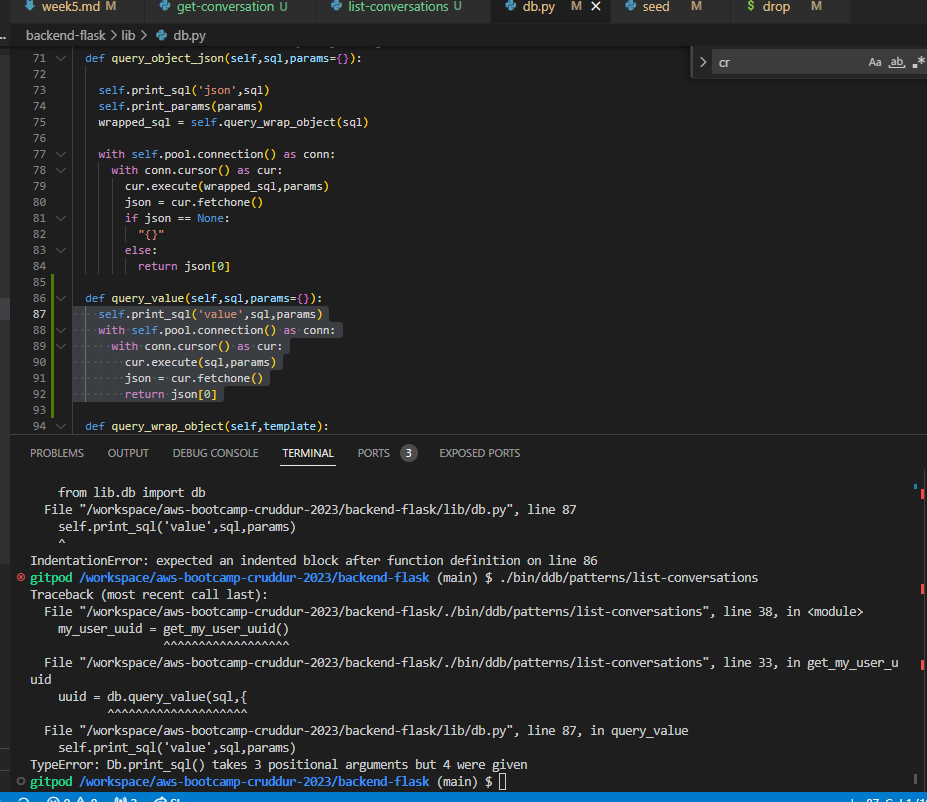 week5.md M get-conversation U list-conversations U db.py M seed M $ drop M
backend-flask > lib > db.py
cr Aa ab .*
71 def query_object_json(self,sql,params={}):
72
73 self.print_sql('json',sql)
74 self.print_params(params)
75 wrapped_sql = self.query_wrap_object(sql)
76
77 with self.pool.connection() as conn:
78 with conn.cursor() as cur:
79 cur.execute(wrapped_sql,params)
80 json = cur.fetchone()
81 if json == None:
82 "{}"
83 else:
84 return json[0]
85
86 def query_value(self,sql,params={}):
87 self.print_sql('value',sql,params)
88 with self.pool.connection() as conn:
89 with conn.cursor() as cur:
90 cur.execute(sql,params)
91 json = cur.fetchone()
92 return json[0]
93
94 def query_wrap_object(self,template):
PROBLEMS OUTPUT DEBUG CONSOLE TERMINAL PORTS 3 EXPOSED PORTS
from lib.db import db
File "/workspace/aws-bootcamp-cruddur-2023/backend-flask/lib/db.py", line 87
self.print_sql('value',sql,params)
^
IndentationError: expected an indented block after function definition on line 86
gitpod /workspace/aws-bootcamp-cruddur-2023/backend-flask (main) $ ./bin/ddb/patterns/list-conversations
Traceback (most recent call last):
File "/workspace/aws-bootcamp-cruddur-2023/backend-flask/./bin/ddb/patterns/list-conversations", line 38, in <module>
my_user_uuid = get_my_user_uuid()
^^^^^^^^^^^^^^^^^^
File "/workspace/aws-bootcamp-cruddur-2023/backend-flask/./bin/ddb/patterns/list-conversations", line 33, in get_my_user_u
uid
uuid = db.query_value(sql,{
^^^^^^^^^^^^^^^^^^^^
File "/workspace/aws-bootcamp-cruddur-2023/backend-flask/lib/db.py", line 87, in query_value
self.print_sql('value',sql,params)
TypeError: Db.print_sql() takes 3 positional arguments but 4 were given
gitpod /workspace/aws-bootcamp-cruddur-2023/backend-flask (main) $